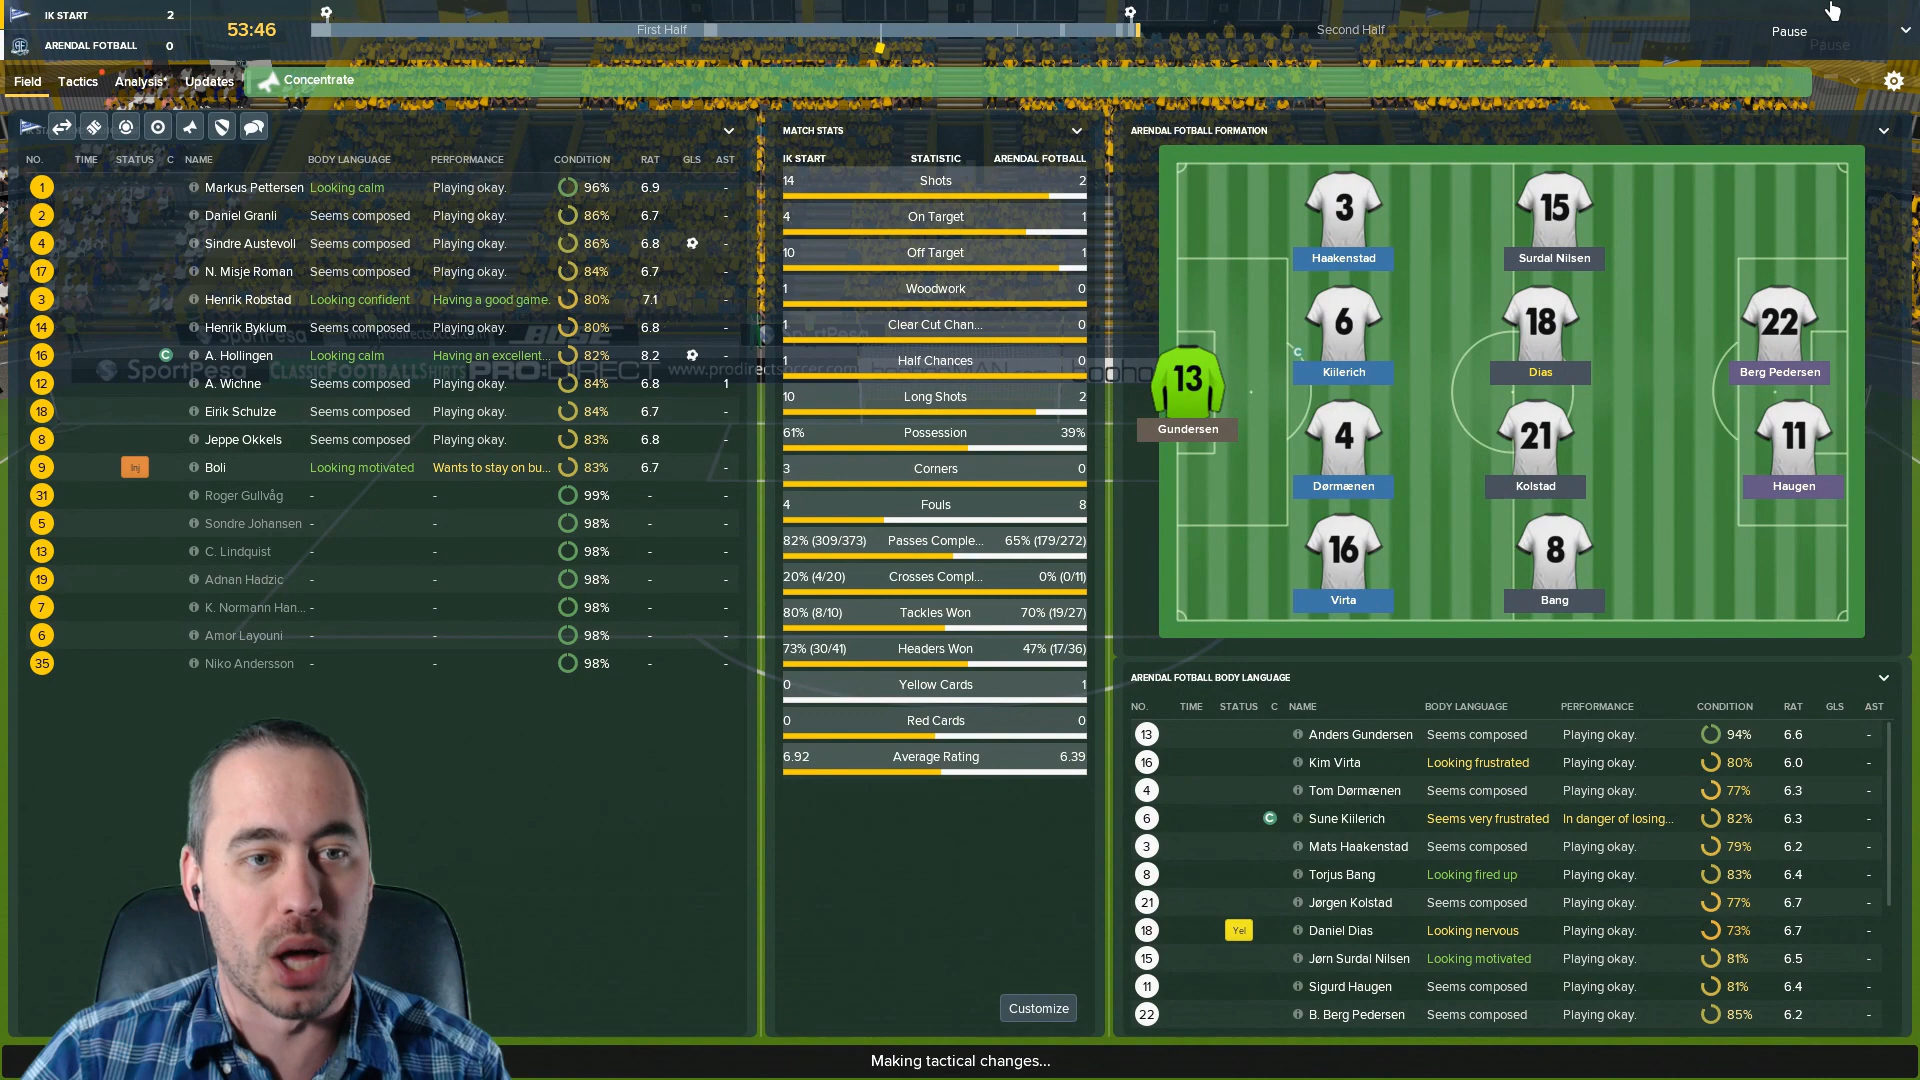 IK START 2
ARENDAL FOTBALL 0
53:46
First Half
Second Half
Pause
Pause
Field Tactics Analysis* Updates
Concentrate
NO. TIME STATUS C NAME BODY LANGUAGE PERFORMANCE CONDITION RAT GLS AST
1 Markus Pettersen Looking calm Playing okay. 96% 6.9 -
2 Daniel Granli Seems composed Playing okay. 86% 6.7 -
4 Sindre Austevoll Seems composed Playing okay. 86% 6.8 -
17 N. Misje Roman Seems composed Playing okay. 84% 6.7 -
3 Henrik Robstad Looking confident Having a good game. 80% 7.1 -
14 Henrik Byklum Seems composed Playing okay. 80% 6.8 -
16 C A. Hollingen Looking calm Having an excellent... 82% 8.2 -
12 A. Wichne Seems composed Playing okay. 84% 6.8 1
18 Eirik Schulze Seems composed Playing okay. 84% 6.7 -
8 Jeppe Okkels Seems composed Playing okay. 83% 6.8 -
9 Inj Boli Looking motivated Wants to stay on bu... 83% 6.7 -
31 Roger Gullvåg - - 99% - -
5 Sondre Johansen - - 98% - -
13 C. Lindquist - - 98% - -
19 Adnan Hadzic - - 98% - -
7 K. Normann Han... - - 98% - -
6 Amor Layouni - - 98% - -
35 Niko Andersson - - 98% - -
BOSE
SportPesa
SportPesa
SportPesa
CLASSICFOOTBALLSHIRTS
PRO:DIRECT
www.prodirectsoccer.com
MATCH STATS
IK START STATISTIC ARENDAL FOTBALL
14 Shots 2
4 On Target 1
10 Off Target 1
1 Woodwork 0
1 Clear Cut Chan... 0
1 Half Chances 0
10 Long Shots 2
61% Possession 39%
3 Corners 0
4 Fouls 8
82% (309/373) Passes Comple... 65% (179/272)
20% (4/20) Crosses Compl... 0% (0/11)
80% (8/10) Tackles Won 70% (19/27)
73% (30/41) Headers Won 47% (17/36)
0 Yellow Cards 1
0 Red Cards 0
6.92 Average Rating 6.39
Customize
ARENDAL FOTBALL FORMATION
3 15
Haakenstad Surdal Nilsen
6 18 22
C
Kiilerich Dias Berg Pedersen
13
Gundersen
4 21 11
Dørmænen Kolstad Haugen
16 8
Virta Bang
ARENDAL FOTBALL BODY LANGUAGE
NO. TIME STATUS C NAME BODY LANGUAGE PERFORMANCE CONDITION RAT GLS AST
13 Anders Gundersen Seems composed Playing okay. 94% 6.6 -
16 Kim Virta Looking frustrated Playing okay. 80% 6.0 -
4 Tom Dørmænen Seems composed Playing okay. 77% 6.3 -
6 C Sune Kiilerich Seems very frustrated In danger of losing... 82% 6.3 -
3 Mats Haakenstad Seems composed Playing okay. 79% 6.2 -
8 Torjus Bang Looking fired up Playing okay. 83% 6.4 -
21 Jørgen Kolstad Seems composed Playing okay. 77% 6.7 -
18 Yel Daniel Dias Looking nervous Playing okay. 73% 6.7 -
15 Jørn Surdal Nilsen Looking motivated Playing okay. 81% 6.5 -
11 Sigurd Haugen Seems composed Playing okay. 81% 6.4 -
22 B. Berg Pedersen Seems composed Playing okay. 85% 6.2 -
Making tactical changes...